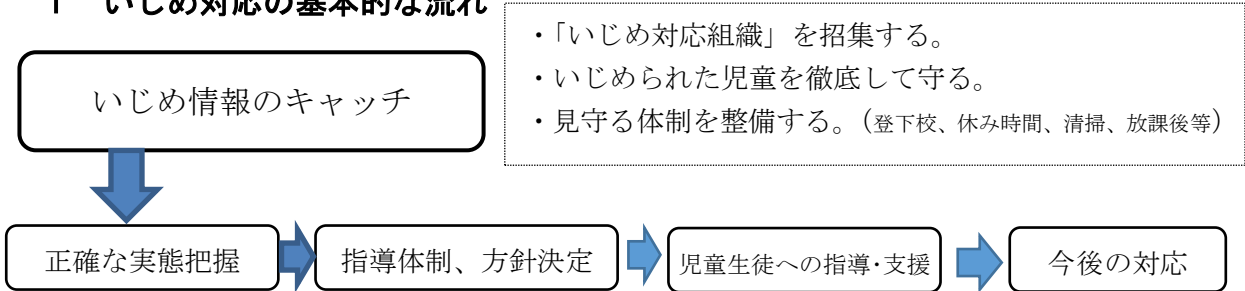 1 いじめ対応の基本的な流れ
・「いじめ対応組織」を招集する。
・いじめられた児童を徹底して守る。
・見守る体制を整備する。（登下校、休み時間、清掃、放課後等）
いじめ情報のキャッチ
正確な実態把握
指導体制、方針決定
児童生徒への指導・支援
今後の対応